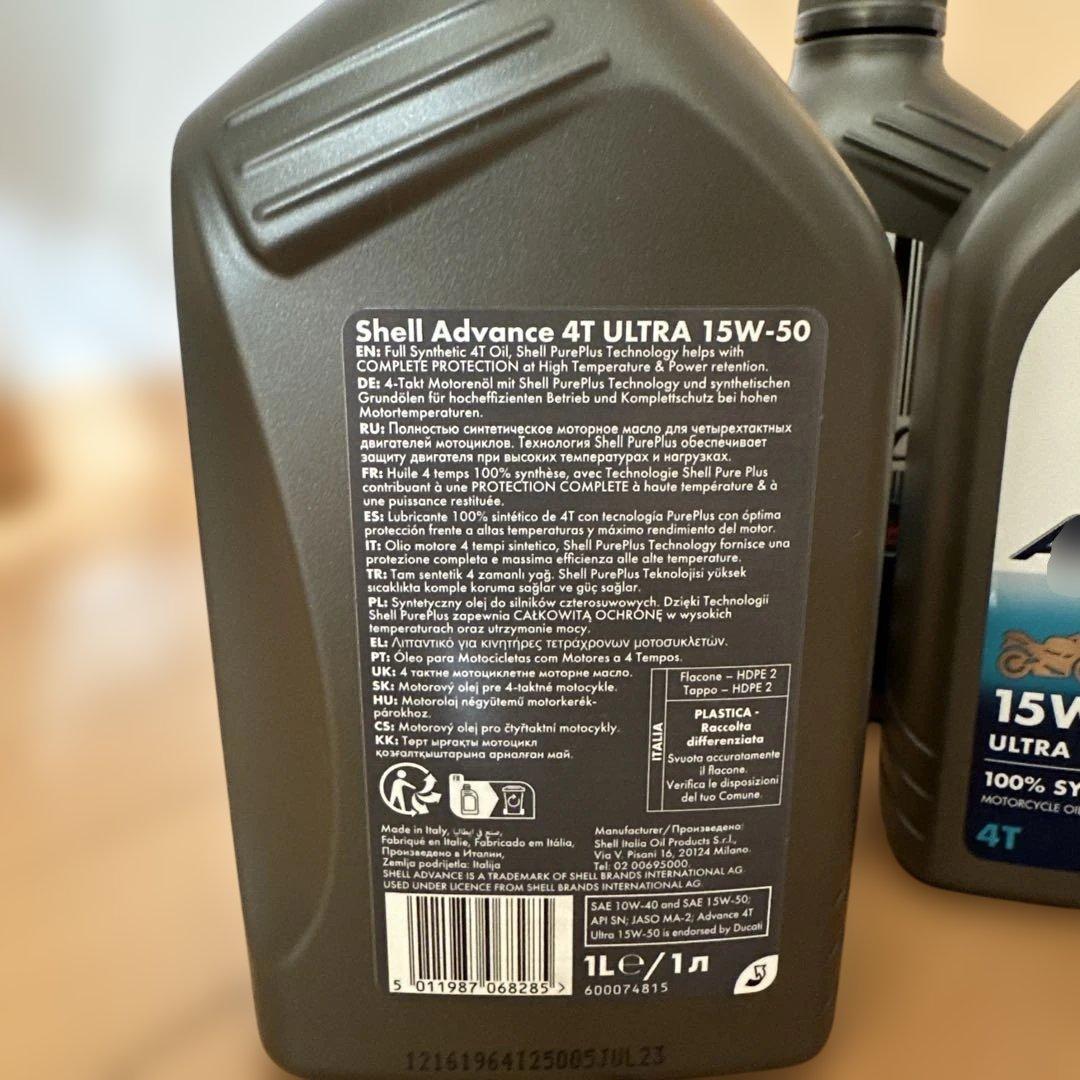 Shell Advance 4T ULTRA 15W-50
EN: Full Synthetic 4T Oil, Shell PurePlus Technology helps with
COMPLETE PROTECTION at High Temperature & Power retention.
DE: 4-Takt Motorenöl mit Shell PurePlus Technology und synthetischen
Grundölen für hocheffizienten Betrieb und Komplettschutz bei hohen
Motortemperaturen.
RU: Полностью синтетическое моторное масло для четырехтактных
двигателей мотоциклов. Технология Shell PurePlus обеспечивает
защиту двигателя при высоких температурах и нагрузках.
FR: Huile 4 temps 100% synthèse, avec Technologie Shell Pure Plus
contribuant à une PROTECTION COMPLETE à haute température & à
une puissance restituée.
ES: Lubricante 100% sintético de 4T con tecnología PurePlus con óptima
protección frente a altas temperaturas y máximo rendimiento del motor.
IT: Olio motore 4 tempi sintetico, Shell PurePlus Technology fornisce una
protezione completa e massima efficienza alle alte temperature.
TR: Tam sentetik 4 zamanlı yağ. Shell PurePlus Teknolojisi yüksek
sıcaklıkta komple koruma sağlar ve güç sağlar.
PL: Syntetyczny olej do silników czterosuwowych. Dzięki Technologii
Shell PurePlus zapewnia CAŁKOWITĄ OCHRONĘ w wysokich
temperaturach oraz utrzymanie mocy.
EL: Λιπαντικό για κινητήρες τετράχρονων μοτοσυκλετών.
PT: Óleo para Motocicletas com Motores a 4 Tempos.
UK: 4 тактне мотоциклетне моторне масло.
SK: Motorový olej pre 4-taktné motocykle.
HU: Motorolaj négyütemű motorkerék-
párokhoz.
CS: Motorový olej pro čtyřtaktní motocykly.
KK: Төрт ырғақты мотоцикл
қозғалтқыштарына арналған май.
ITALIA
Flacone – HDPE 2
Tappo – HDPE 2
PLASTICA -
Raccolta
differenziata
Svuota accuratamente
il flacone.
Verifica le disposizioni
del tuo Comune.
FR
Made in Italy, صنع في إيطاليا,
Fabriqué en Italie, Fabricado em Itália,
Произведено в Италии,
Zemlja podrijetla: Italija
Manufacturer/Произведено:
Shell Italia Oil Products S.r.l.,
Via V. Pisani 16, 20124 Milano.
Tel: 02 00695000.
SHELL ADVANCE IS A TRADEMARK OF SHELL BRANDS INTERNATIONAL AG
USED UNDER LICENCE FROM SHELL BRANDS INTERNATIONAL AG.
SAE 10W-40 and SAE 15W-50;
API SN; JASO MA-2; Advance 4T
Ultra 15W-50 is endorsed by Ducati
1L℮/1л
600074815
5 011987 068285 >
12161964125005JUL23
A
15W
ULTRA
100% SY
MOTORCYCLE OI
4T